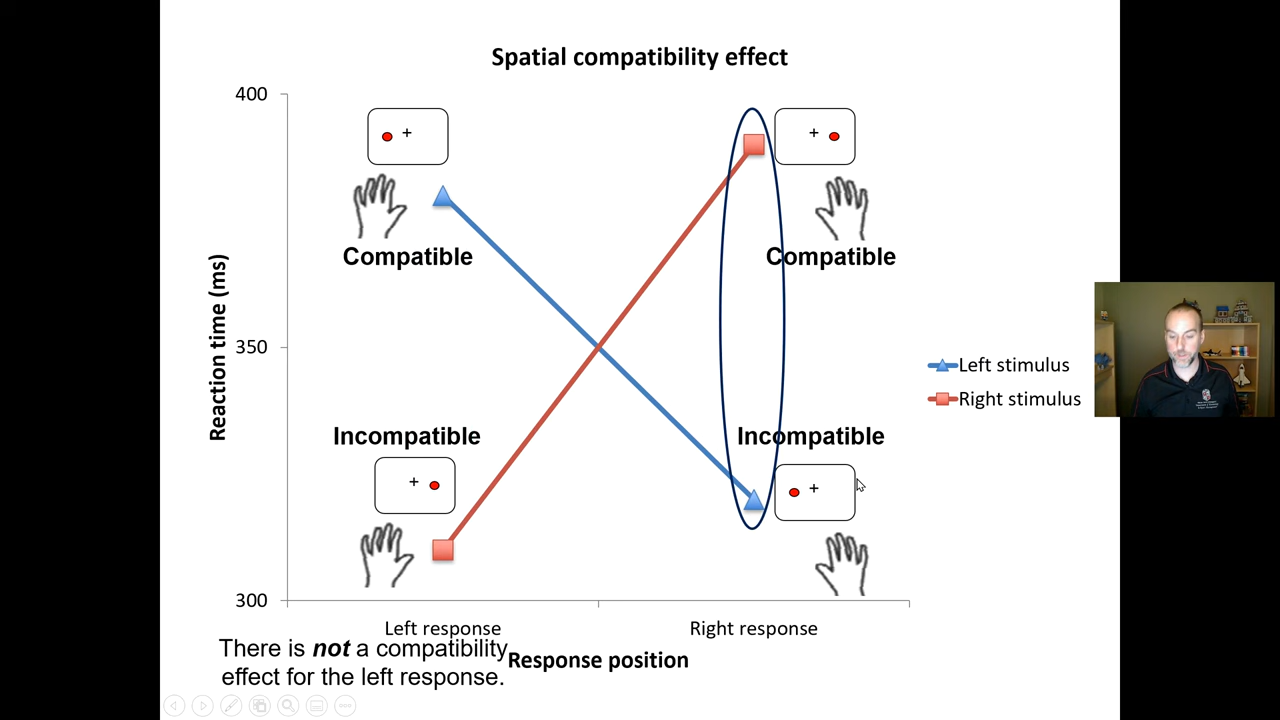 Spatial compatibility effect
400
Compatible
Compatible
Reaction time (ms)
350
Left stimulus
Right stimulus
Incompatible
Incompatible
300
Left response
Right response
There is not a compatibility
effect for the left response.
Response position